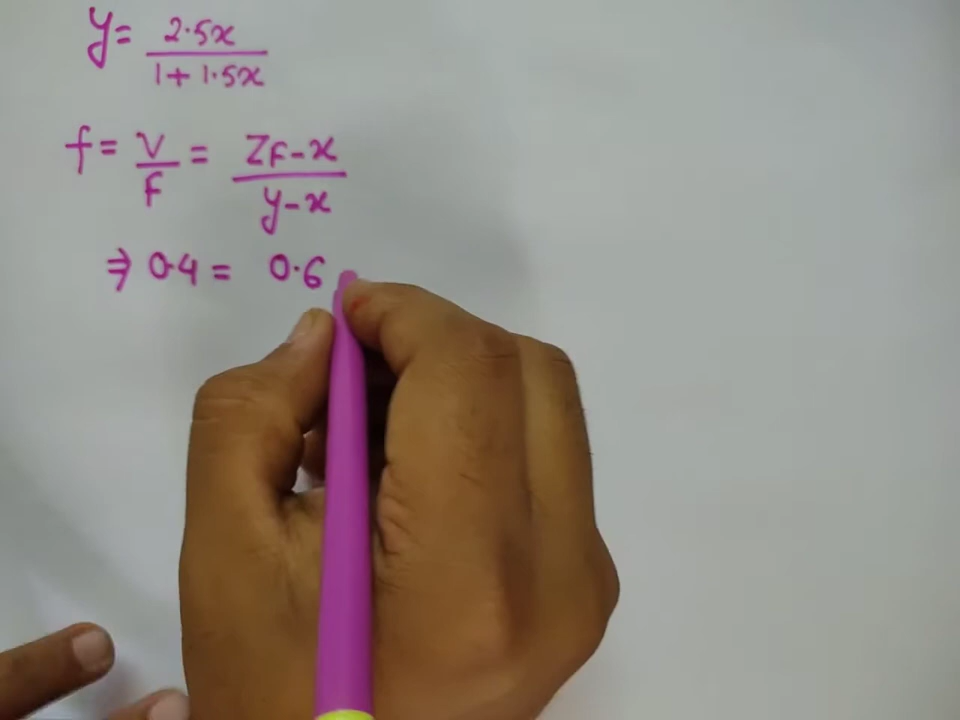 y = 2.5x / 1 + 1.5x
f = V / F = ZF - x / y - x
⇒ 0.4 = 0.6